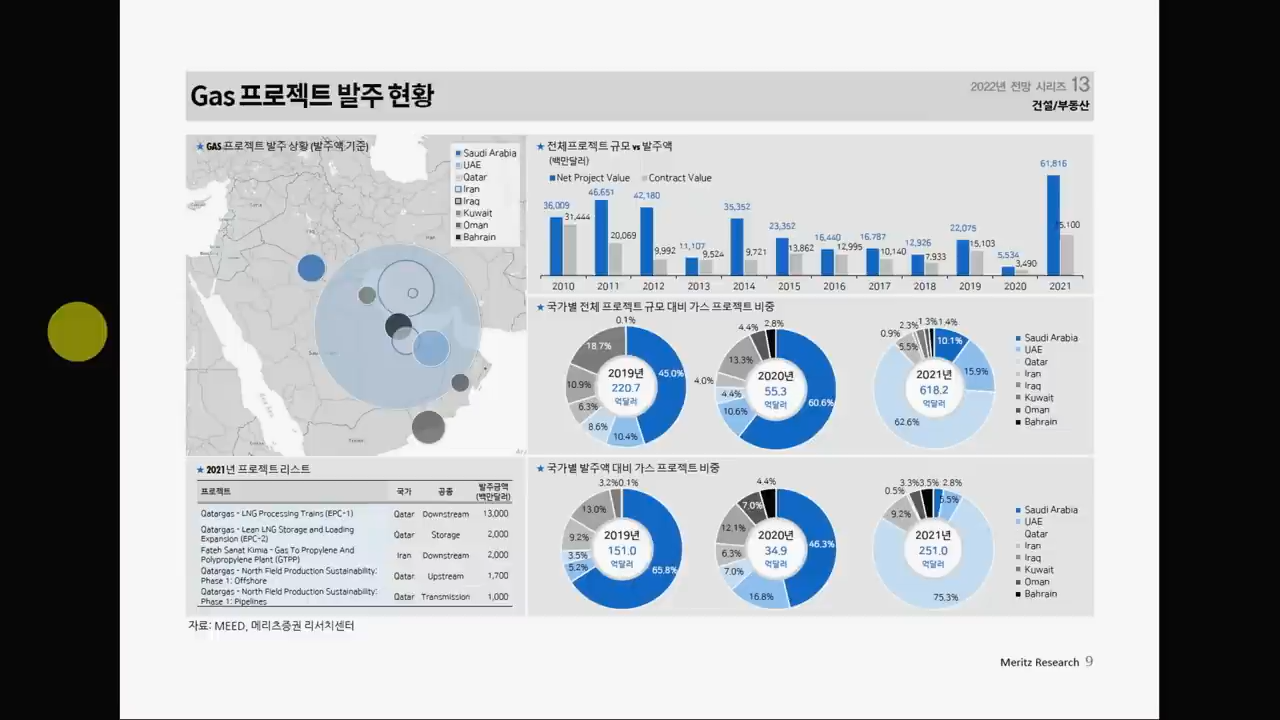 Gas 프로젝트 발주 현황
2022년 전망 시리즈 13
건설/부동산
★ GAS 프로젝트 발주 상황 (발주액 기준)
Saudi Arabia
UAE
Qatar
Iran
Iraq
Kuwait
Oman
Bahrain
★ 전체프로젝트 규모 vs 발주액
(백만달러)
Net Project Value
Contract Value
36,009
31,444
46,651
20,069
42,180
9,992
11,107
9,524
35,352
9,721
23,352
13,862
16,440
12,995
16,787
10,140
12,926
7,933
22,075
15,103
5,534
3,490
61,816
25,100
2010 2011 2012 2013 2014 2015 2016 2017 2018 2019 2020 2021
★ 국가별 전체 프로젝트 규모 대비 가스 프로젝트 비중
0.1%
18.7%
45.0%
10.9%
6.3%
8.6%
10.4%
2019년
220.7
억달러
4.4%
2.8%
13.3%
4.0%
4.4%
10.6%
60.6%
2020년
55.3
억달러
0.9%
5.5%
2.3%
1.3%
1.4%
10.1%
15.9%
62.6%
2021년
618.2
억달러
Saudi Arabia
UAE
Qatar
Iran
Iraq
Kuwait
Oman
Bahrain
★ 2021년 프로젝트 리스트
프로젝트 국가 공종 발주금액
(백만달러)
Qatargas - LNG Processing Trains (EPC-1) Qatar Downstream 13,000
Qatargas - Lean LNG Storage and Loading
Expansion (EPC-2) Qatar Storage 2,000
Fateh Sanat Kimia - Gas To Propylene And
Polypropylene Plant (GTPP) Iran Downstream 2,000
Qatargas - North Field Production Sustainability:
Phase 1: Offshore Qatar Upstream 1,700
Qatargas - North Field Production Sustainability:
Phase 1: Pipelines Qatar Transmission 1,000
★ 국가별 발주액 대비 가스 프로젝트 비중
3.2%
0.1%
13.0%
9.2%
3.5%
5.2%
65.8%
2019년
151.0
억달러
4.4%
7.0%
12.1%
6.3%
7.0%
16.8%
46.3%
2020년
34.9
억달러
0.5%
9.2%
3.3%
3.5%
2.8%
5.5%
75.3%
2021년
251.0
억달러
Saudi Arabia
UAE
Qatar
Iran
Iraq
Kuwait
Oman
Bahrain
자료: MEED, 메리츠증권 리서치센터
Meritz Research 9